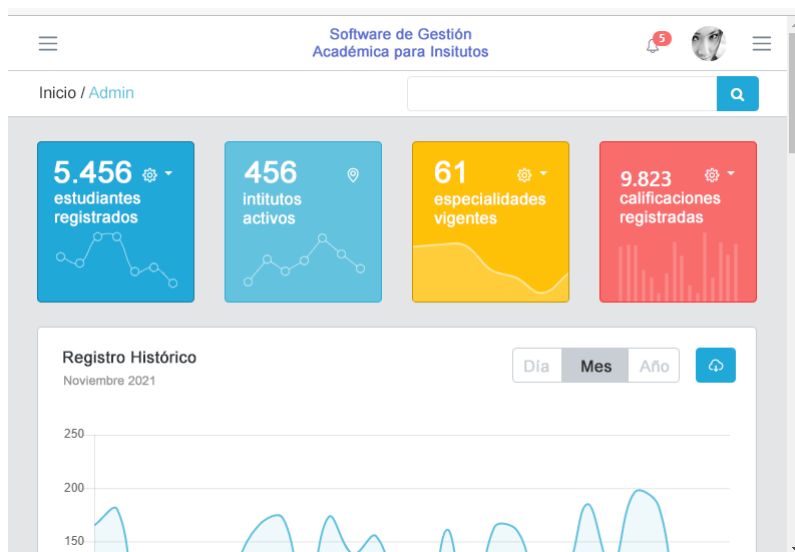 Software de Gestión
Académica para Insitutos
5
Inicio / Admin
5.456
estudiantes
registrados
456
intitutos
activos
61
especialidades
vigentes
9.823
calificaciones
registradas
Registro Histórico
Noviembre 2021
Día Mes Año
250
200
150